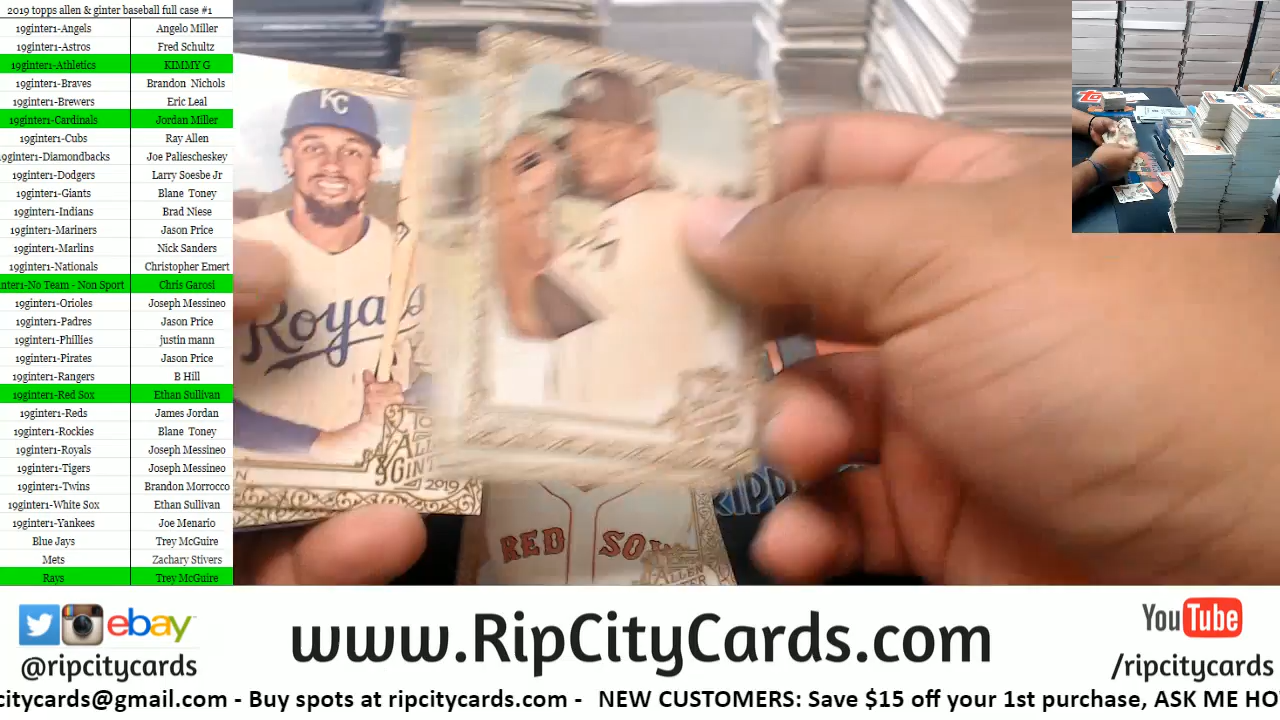 2019 topps allen & ginter baseball full case #1
19ginter1-Angels Angelo Miller
19ginter1-Astros Fred Schultz
19ginter1-Athletics KIMMY G
19ginter1-Braves Brandon Nichols
19ginter1-Brewers Eric Leal
19ginter1-Cardinals Jordan Miller
19ginter1-Cubs Ray Allen
9ginter1-Diamondbacks Joe Paliescheskey
19ginter1-Dodgers Larry Soesbe Jr
19ginter1-Giants Blane Toney
19ginter1-Indians Brad Niese
19ginter1-Mariners Jason Price
19ginter1-Marlins Nick Sanders
19ginter1-Nationals Christopher Emert
nter1-No Team - Non Sport Chris Garosi
19ginter1-Orioles Joseph Messineo
19ginter1-Padres Jason Price
19ginter1-Phillies justin mann
19ginter1-Pirates Jason Price
19ginter1-Rangers B Hill
19ginter1-Red Sox Ethan Sullivan
19ginter1-Reds James Jordan
19ginter1-Rockies Blane Toney
19ginter1-Royals Joseph Messineo
19ginter1-Tigers Joseph Messineo
19ginter1-Twins Brandon Morrocco
19ginter1-White Sox Ethan Sullivan
19ginter1-Yankees Joe Menario
Blue Jays Trey McGuire
Mets Zachary Stivers
Rays Trey McGuire
KC
Royals
2019
RED SOX
RIPC
ebay
@ripcitycards
www.RipCityCards.com
YouTube
/ripcitycards
citycards@gmail.com - Buy spots at ripcitycards.com - NEW CUSTOMERS: Save $15 off your 1st purchase, ASK ME HO